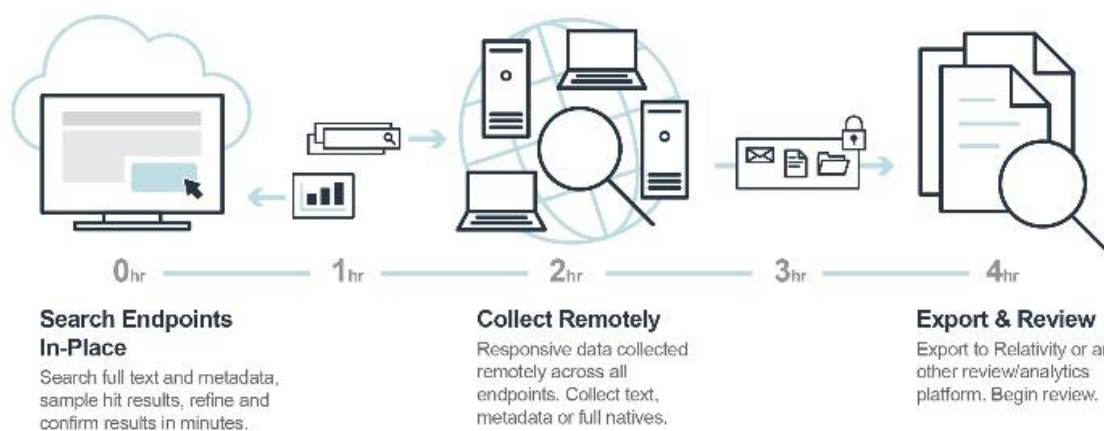 0hr
1hr
2hr
3hr
4hr
Search Endpoints
In-Place
Search full text and metadata,
sample hit results, refine and
confirm results in minutes.
Collect Remotely
Responsive data collected
remotely across all
endpoints. Collect text,
metadata or full natives.
Export & Review
Export to Relativity or
other review/analytics
platform. Begin review.